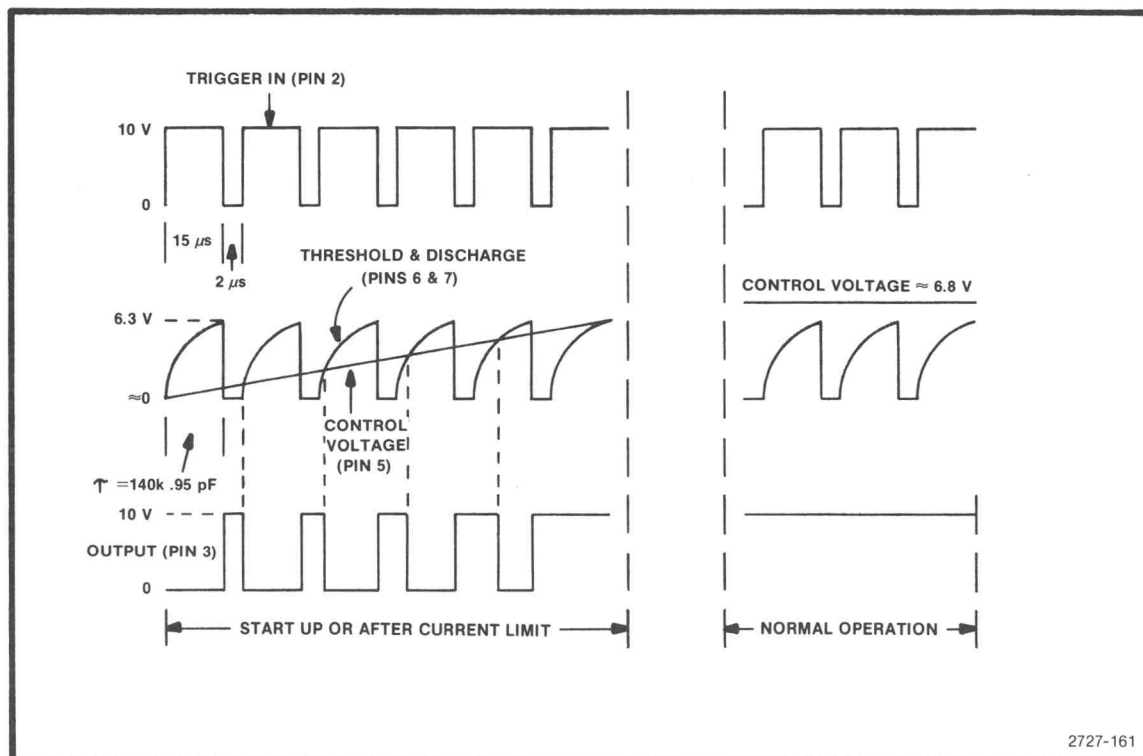 TRIGGER IN (PIN 2)
10 V
0
15 μs
2 μs
THRESHOLD & DISCHARGE
(PINS 6 & 7)
CONTROL VOLTAGE ≈ 6.8 V
6.3 V
≈0
CONTROL
VOLTAGE
(PIN 5)
τ =140k .95 pF
10 V
OUTPUT (PIN 3)
0
START UP OR AFTER CURRENT LIMIT
NORMAL OPERATION
2727-161